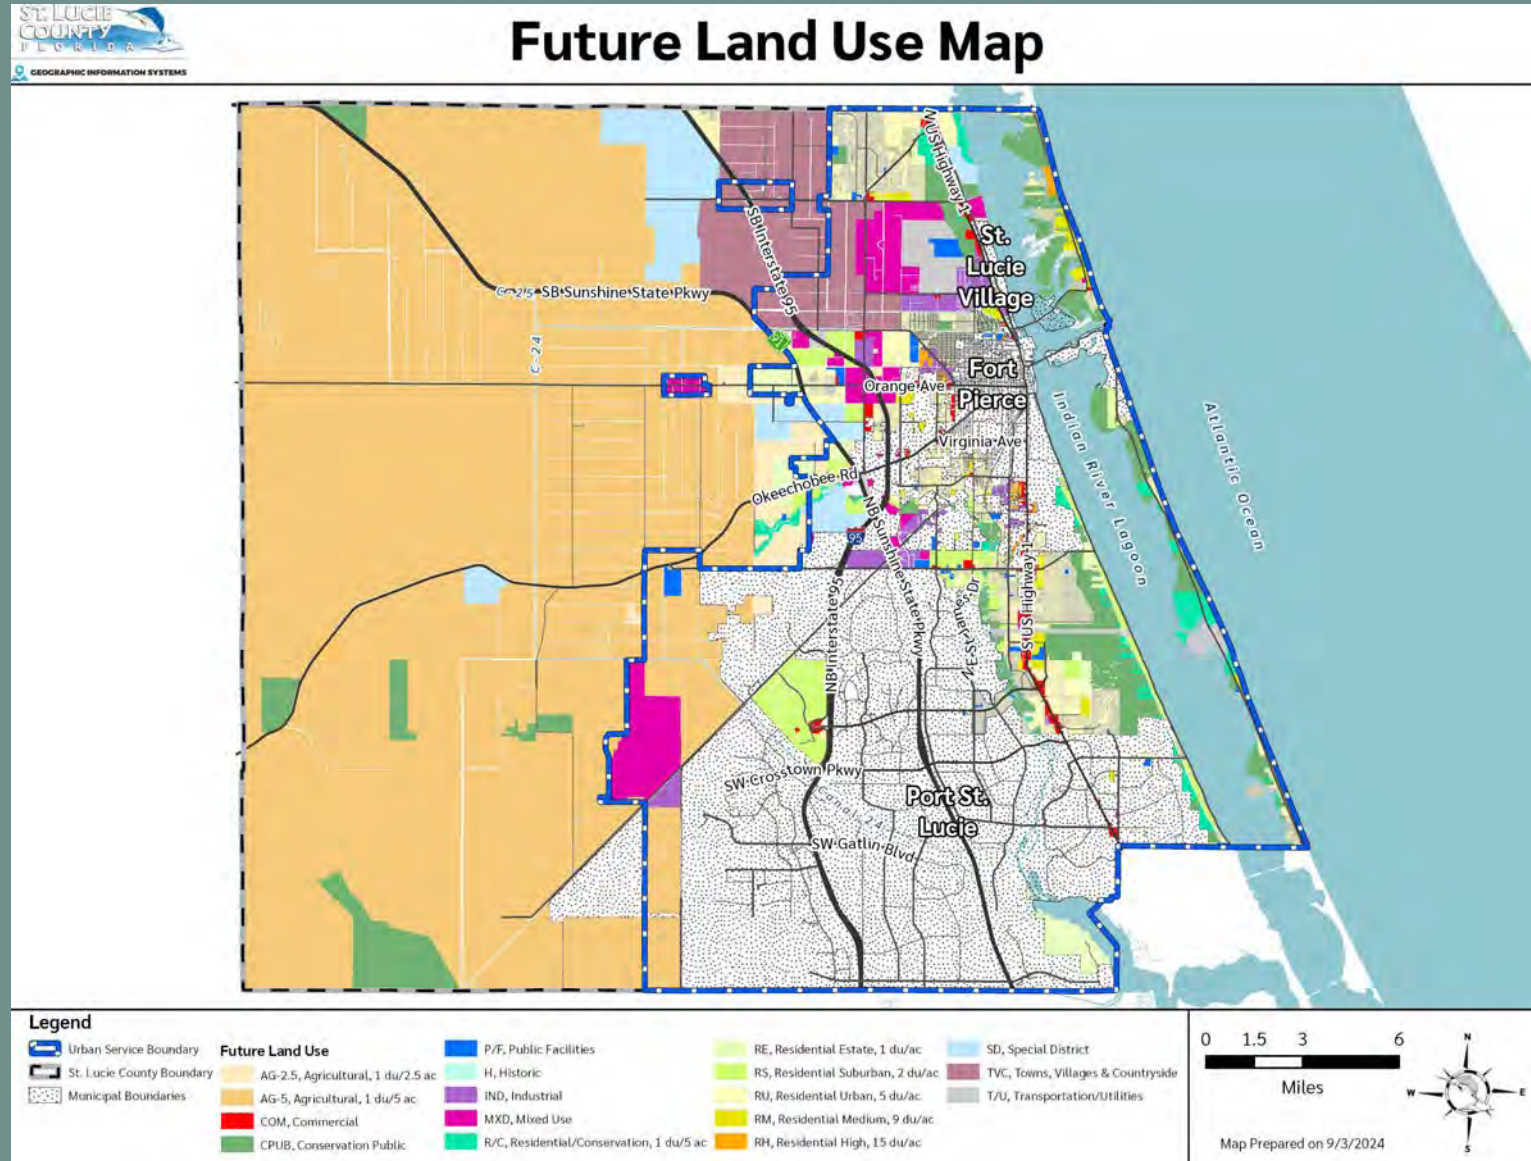 ST. LUCIE
COUNTY
FLORIDA
GEOGRAPHIC INFORMATION SYSTEMS
Future Land Use Map
N US Highway 1
St.
Lucie
Village
SB Interstate 95
C-25
SB Sunshine State Pkwy
C-24
Fort
Pierce
Orange Ave
Virginia Ave
Okeechobee Rd
Indian River Lagoon
Atlantic Ocean
NB Sunshine State Pkwy
95
NB Interstate 95
S US Highway 1
SW Crosstown Pkwy
Canal 24
Port St.
Lucie
SW Gatlin Blvd
Legend
Urban Service Boundary
St. Lucie County Boundary
Municipal Boundaries
Future Land Use
AG-2.5, Agricultural, 1 du/2.5 ac
AG-5, Agricultural, 1 du/5 ac
COM, Commercial
CPUB, Conservation Public
P/F, Public Facilities
H, Historic
IND, Industrial
MXD, Mixed Use
R/C, Residential/Conservation, 1 du/5 ac
RE, Residential Estate, 1 du/ac
RS, Residential Suburban, 2 du/ac
RU, Residential Urban, 5 du/ac
RM, Residential Medium, 9 du/ac
RH, Residential High, 15 du/ac
SD, Special District
TVC, Towns, Villages & Countryside
T/U, Transportation/Utilities
0 1.5 3 6
Miles
N
W E
S
Map Prepared on 9/3/2024